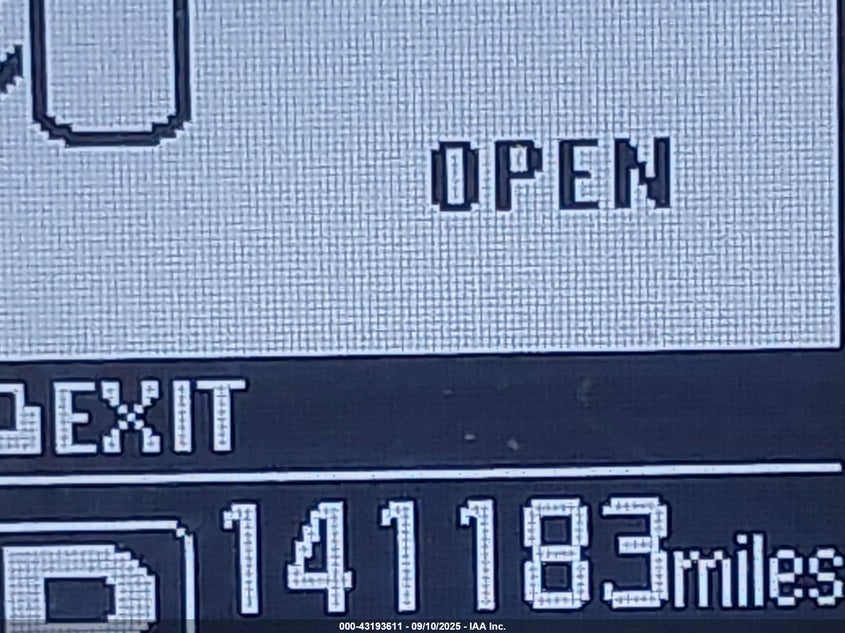 OPEN
EXIT
141183miles
P
000-43193611 - 09/10/2025 - IAA Inc.